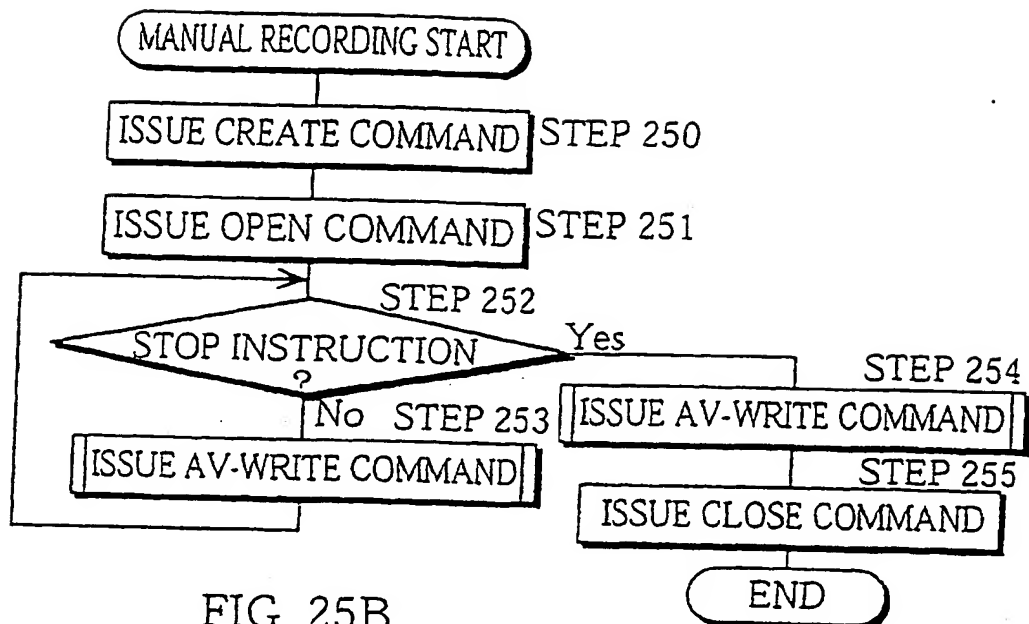 MANUAL RECORDING START
ISSUE CREATE COMMAND
STEP 250
ISSUE OPEN COMMAND
STEP 251
STEP 252
STOP INSTRUCTION
?
Yes
No
STEP 253
ISSUE AV-WRITE COMMAND
STEP 254
ISSUE AV-WRITE COMMAND
STEP 255
ISSUE CLOSE COMMAND
END
FIG. 25B